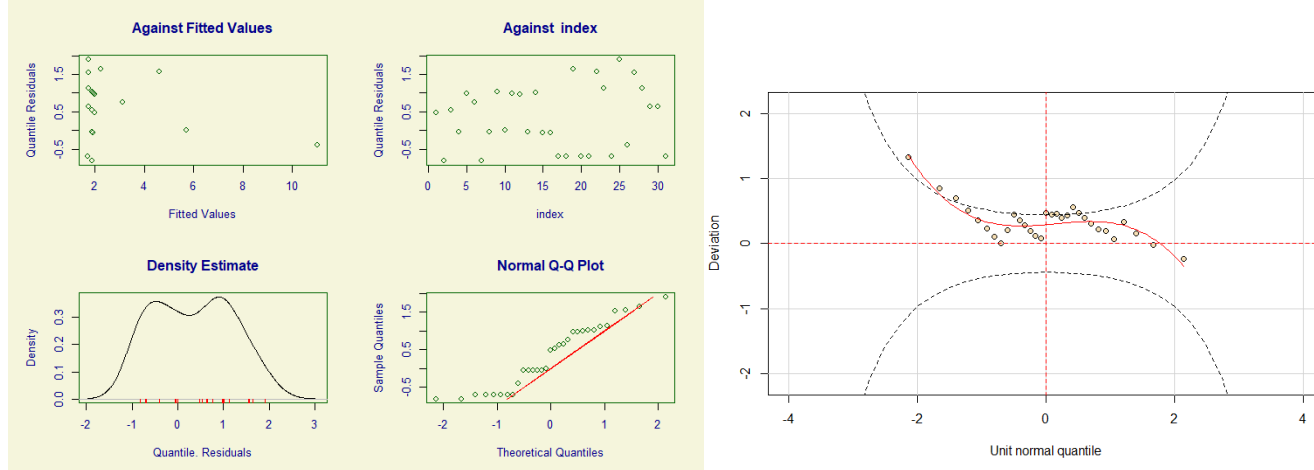 Against Fitted Values
Quantile Residuals
-0.5 0.5 1.5
2 4 6 8 10
Fitted Values
Against index
Quantile Residuals
-0.5 0.5 1.5
0 5 10 15 20 25 30
index
Density Estimate
Density
0.0 0.1 0.2 0.3
-2 -1 0 1 2 3
Quantile. Residuals
Normal Q-Q Plot
Sample Quantiles
-0.5 0.5 1.5
-2 -1 0 1 2
Theoretical Quantiles
Deviation
2
1
0
-1
-2
-4 -2 0 2 4
Unit normal quantile